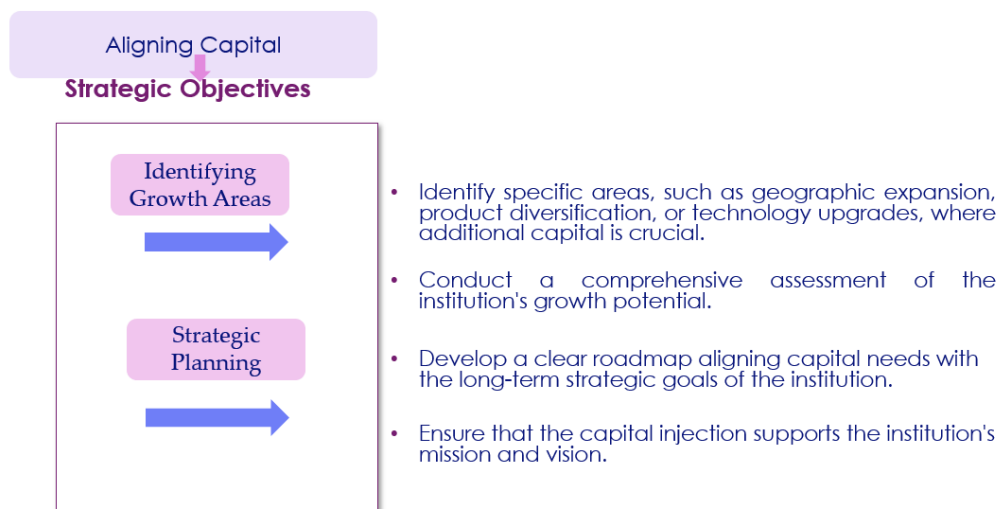 Aligning Capital
Strategic Objectives
Identifying
Growth Areas
• Identify specific areas, such as geographic expansion,
product diversification, or technology upgrades, where
additional capital is crucial.
• Conduct a comprehensive assessment of the
institution's growth potential.
Strategic
Planning
• Develop a clear roadmap aligning capital needs with
the long-term strategic goals of the institution.
• Ensure that the capital injection supports the institution's
mission and vision.